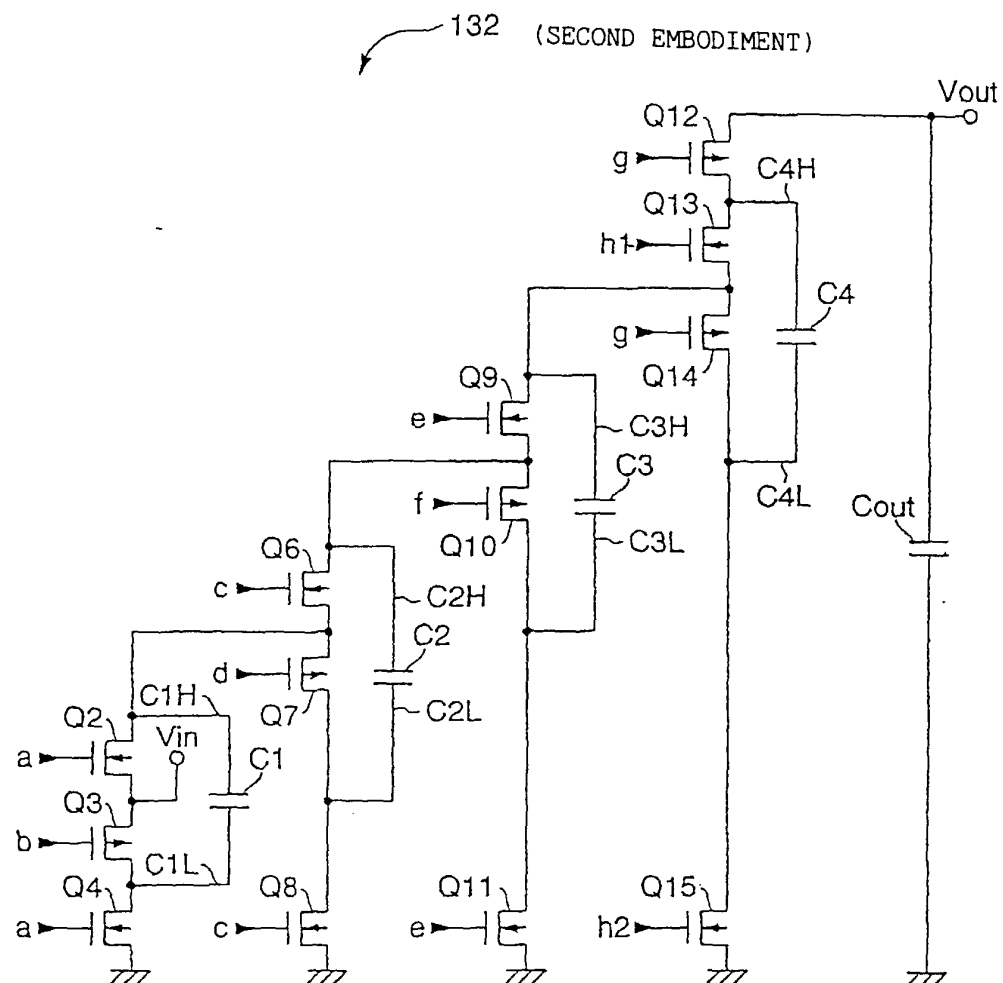 132 (SECOND EMBODIMENT)
Vout
Q12
g
C4H
Q13
h1
C4
g
Q14
Q9
e
C3H
C3
C4L
f
Cout
Q10
C3L
Q6
c
C2H
C2
d
C1H
Q7
C2L
Q2
Vin
a
C1
Q3
b
C1L
Q4
Q8
Q11
Q15
a
c
e
h2